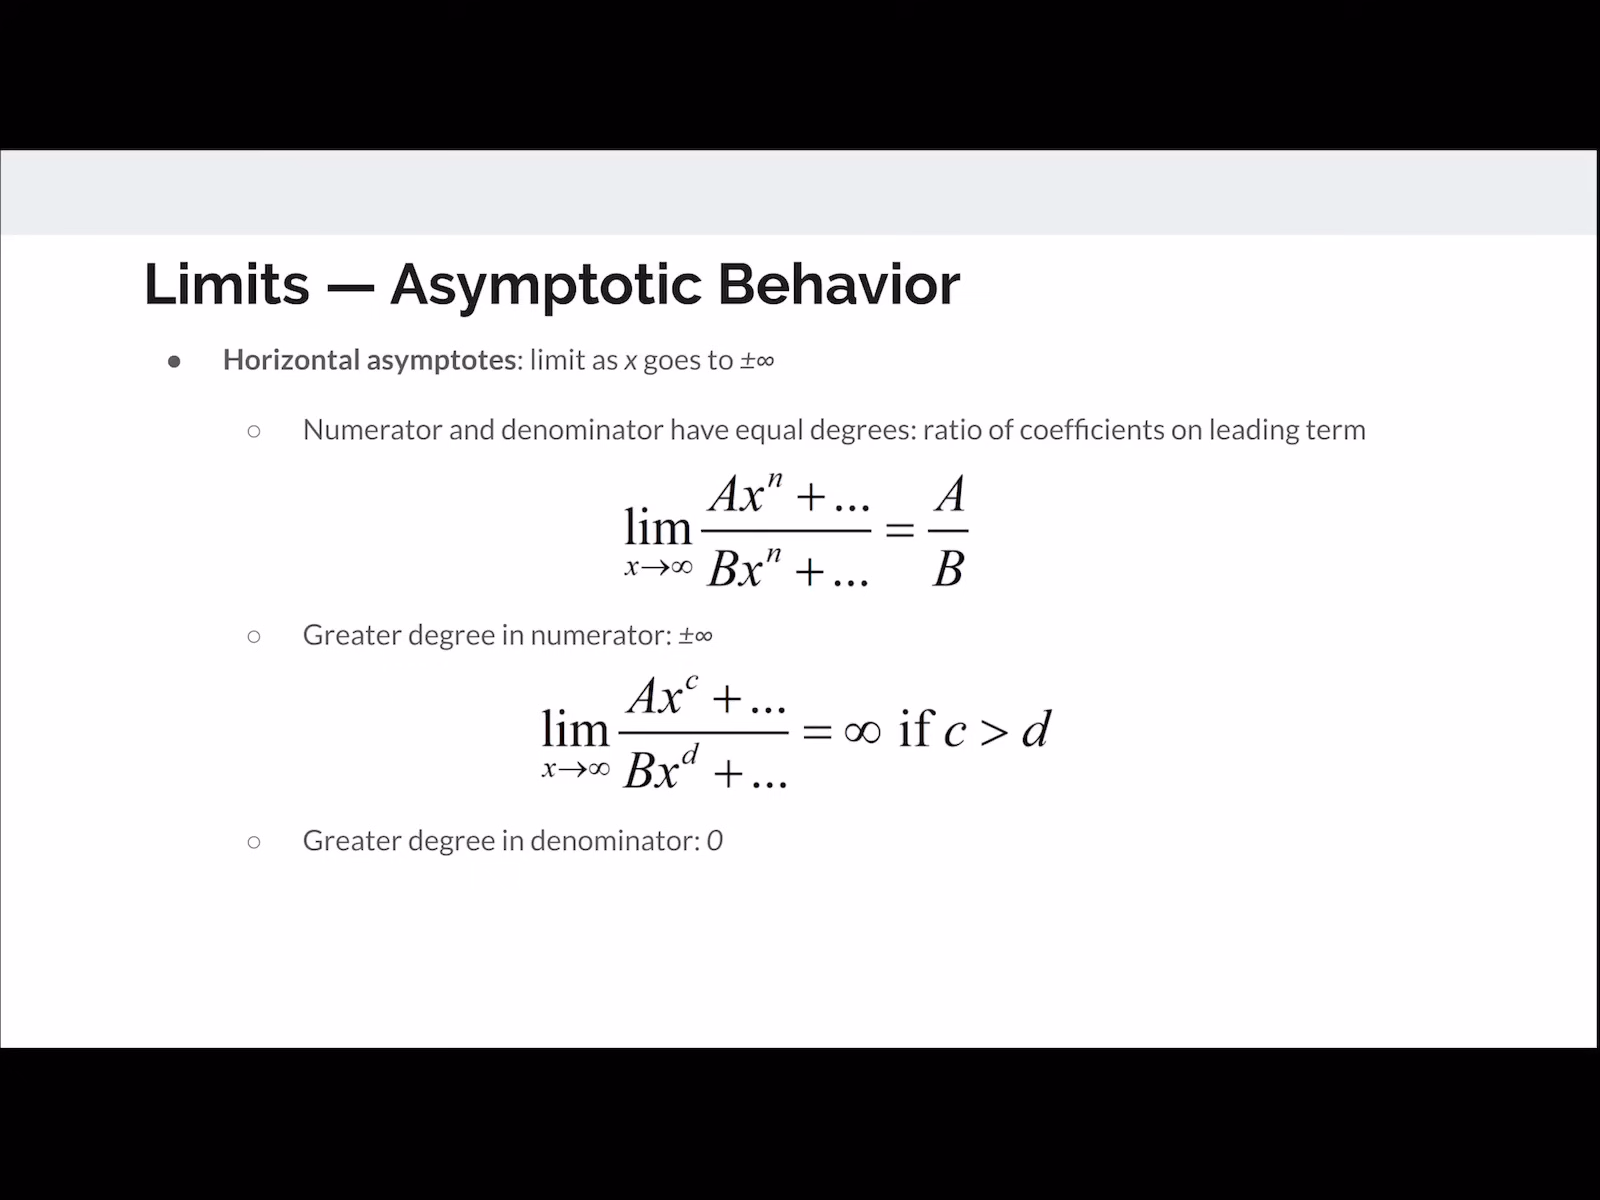 Limits — Asymptotic Behavior
● Horizontal asymptotes: limit as x goes to ±∞
○ Numerator and denominator have equal degrees: ratio of coefficients on leading term
lim x→∞ (Ax^n + ...)/(Bx^n + ...) = A/B
○ Greater degree in numerator: ±∞
lim x→∞ (Ax^c + ...)/(Bx^d + ...) = ∞ if c > d
○ Greater degree in denominator: 0